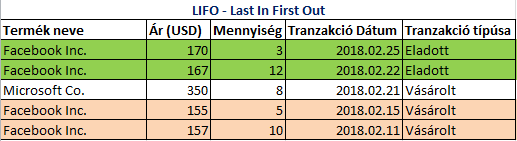 LIFO - Last In First Out
Termék neve Ár (USD) Mennyiség Tranzakció Dátum Tranzakció típúsa
Facebook Inc. 170 3 2018.02.25 Eladott
Facebook Inc. 167 12 2018.02.22 Eladott
Microsoft Co. 350 8 2018.02.21 Vásárolt
Facebook Inc. 155 5 2018.02.15 Vásárolt
Facebook Inc. 157 10 2018.02.11 Vásárolt